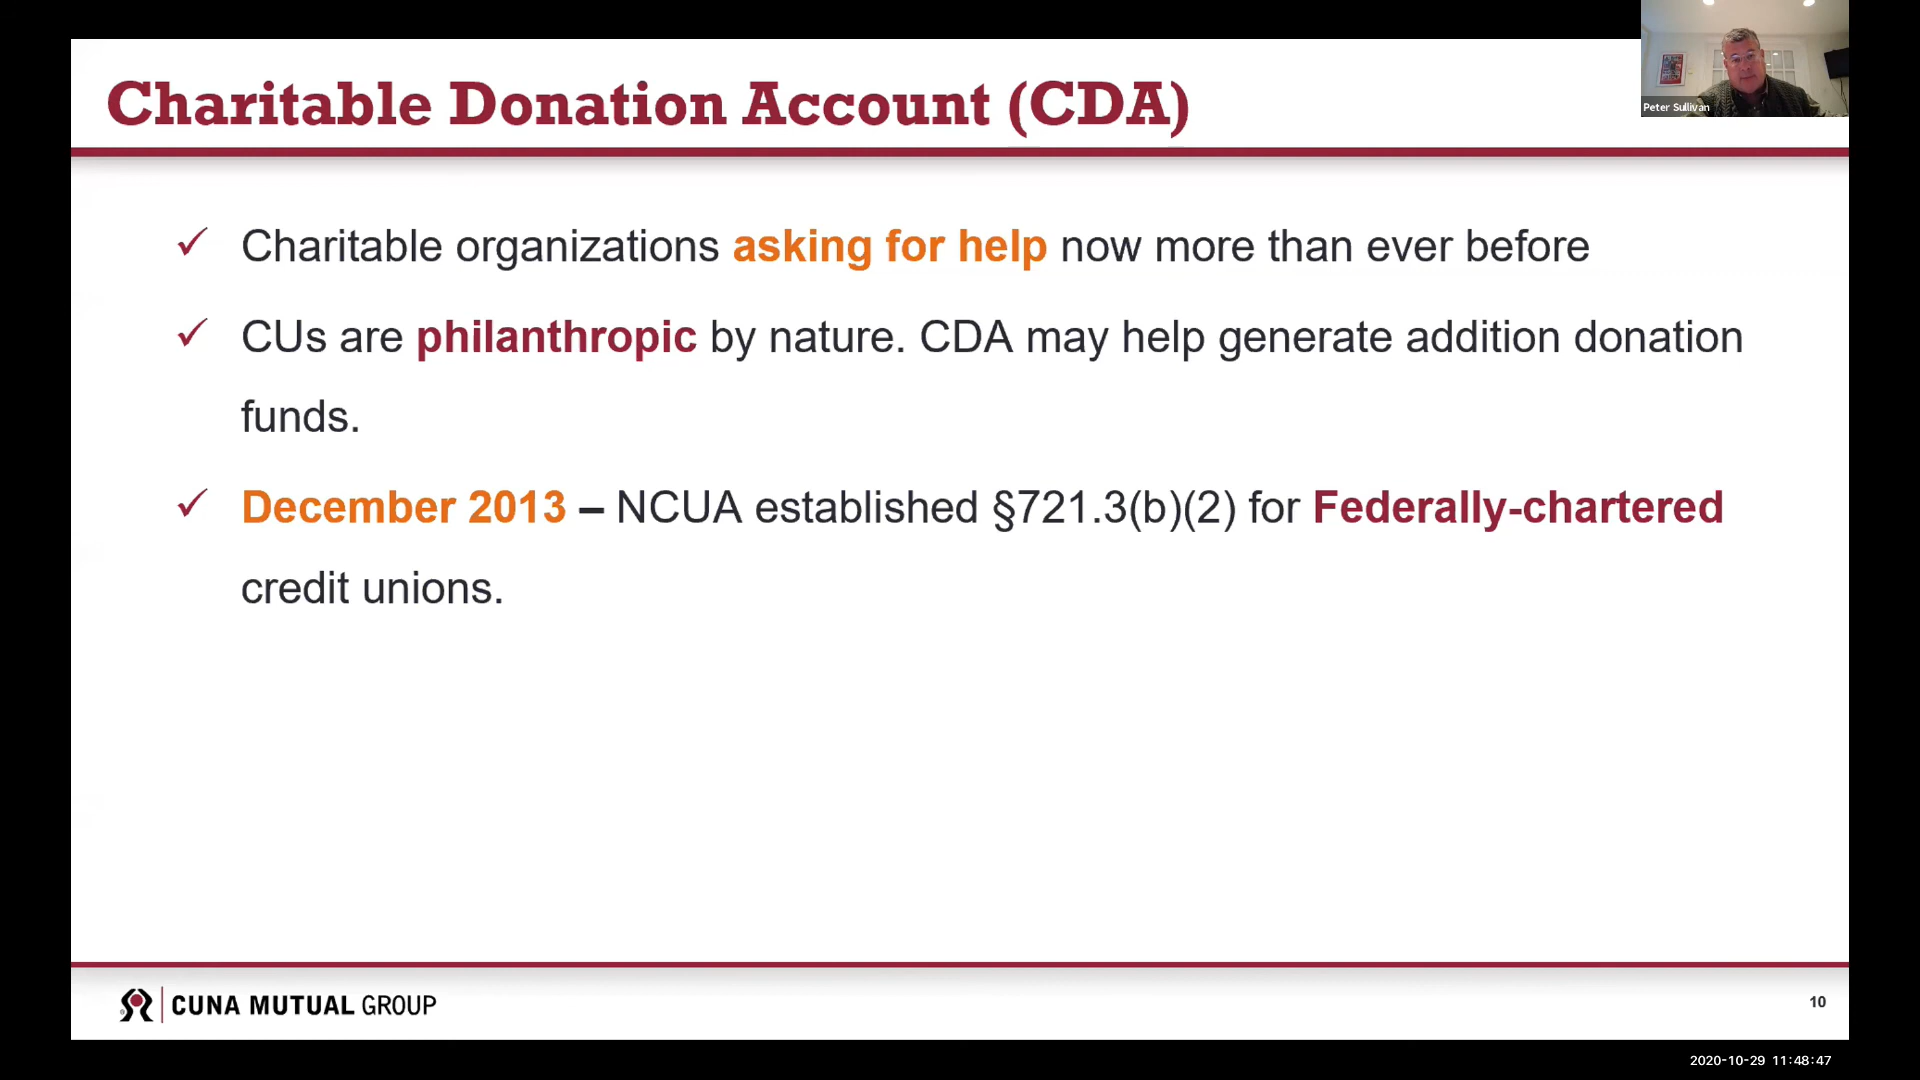 Charitable Donation Account (CDA)
Peter Sullivan
✓ Charitable organizations asking for help now more than ever before
✓ CUs are philanthropic by nature. CDA may help generate addition donation
funds.
✓ December 2013 – NCUA established §721.3(b)(2) for Federally-chartered
credit unions.
CUNA MUTUAL GROUP
10
2020-10-29 11:48:47